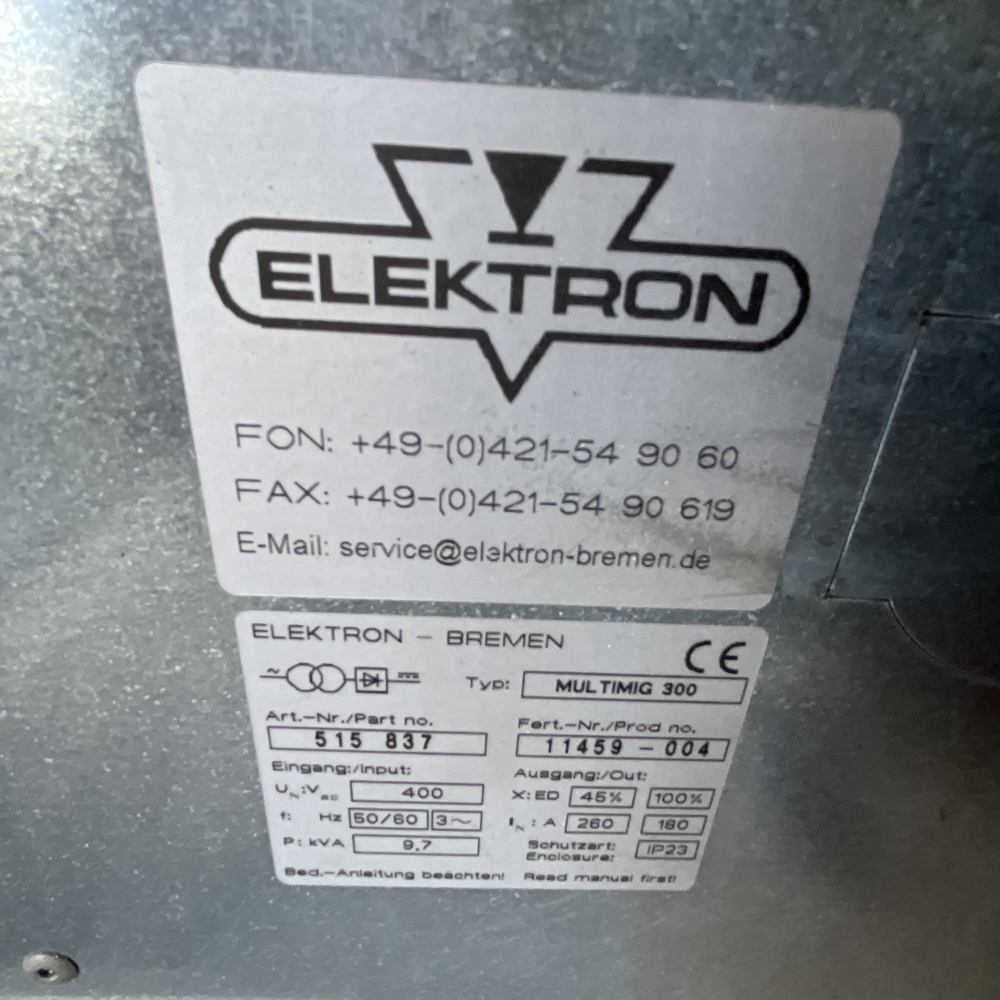 ELEKTRON
FON: +49-(0)421-54 90 60
FAX: +49-(0)421-54 90 619
E-Mail: service@elektron-bremen.de
ELEKTRON - BREMEN
CE
Typ: MULTIMIG 300
Art.-Nr./Part no. Fert.-Nr./Prod no.
515 837 11459 - 004
Eingang:/Input: Ausgang:/Out:
UN:Vac 400 X:ED 45% 100%
f: Hz 50/60 3~ IN: A 260 180
P: kVA 9,7 Schutzart:
Enclosure: IP23
Bed.-Anleitung beachten! Read manual first!